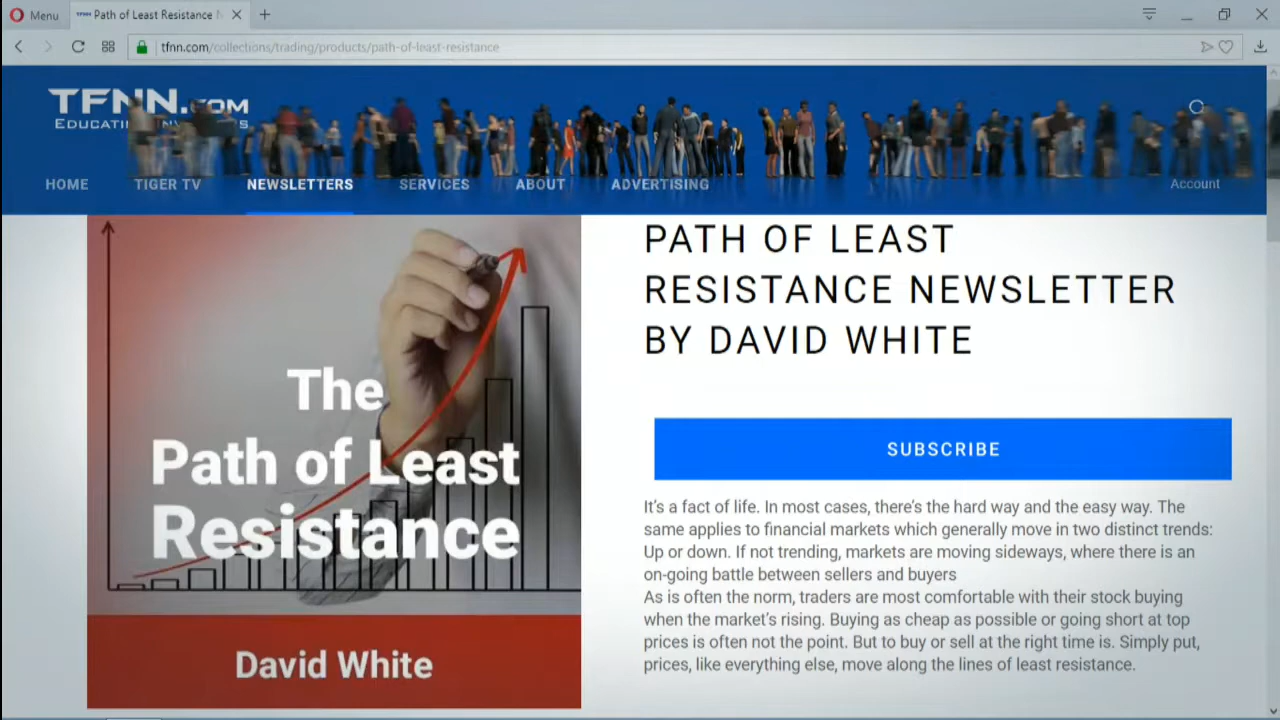 Menu
Path of Least Resistance
tfnn.com/collections/trading/products/path-of-least-resistance
TFNN.COM
HOME
TIGER TV
NEWSLETTERS
SERVICES
ABOUT
ADVERTISING
Account
The
Path of Least
Resistance
David White
PATH OF LEAST
RESISTANCE NEWSLETTER
BY DAVID WHITE
SUBSCRIBE
It's a fact of life. In most cases, there's the hard way and the easy way. The
same applies to financial markets which generally move in two distinct trends:
Up or down. If not trending, markets are moving sideways, where there is an
on-going battle between sellers and buyers
As is often the norm, traders are most comfortable with their stock buying
when the market's rising. Buying as cheap as possible or going short at top
prices is often not the point. But to buy or sell at the right time is. Simply put,
prices, like everything else, move along the lines of least resistance.